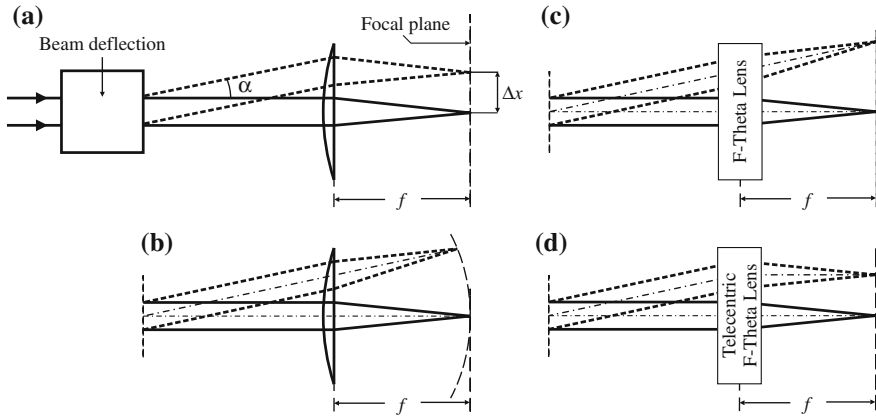 (a)
Beam deflection
α
Focal plane
Δx
f
(b)
f
(c)
F-Theta Lens
f
(d)
Telecentric
F-Theta Lens
f